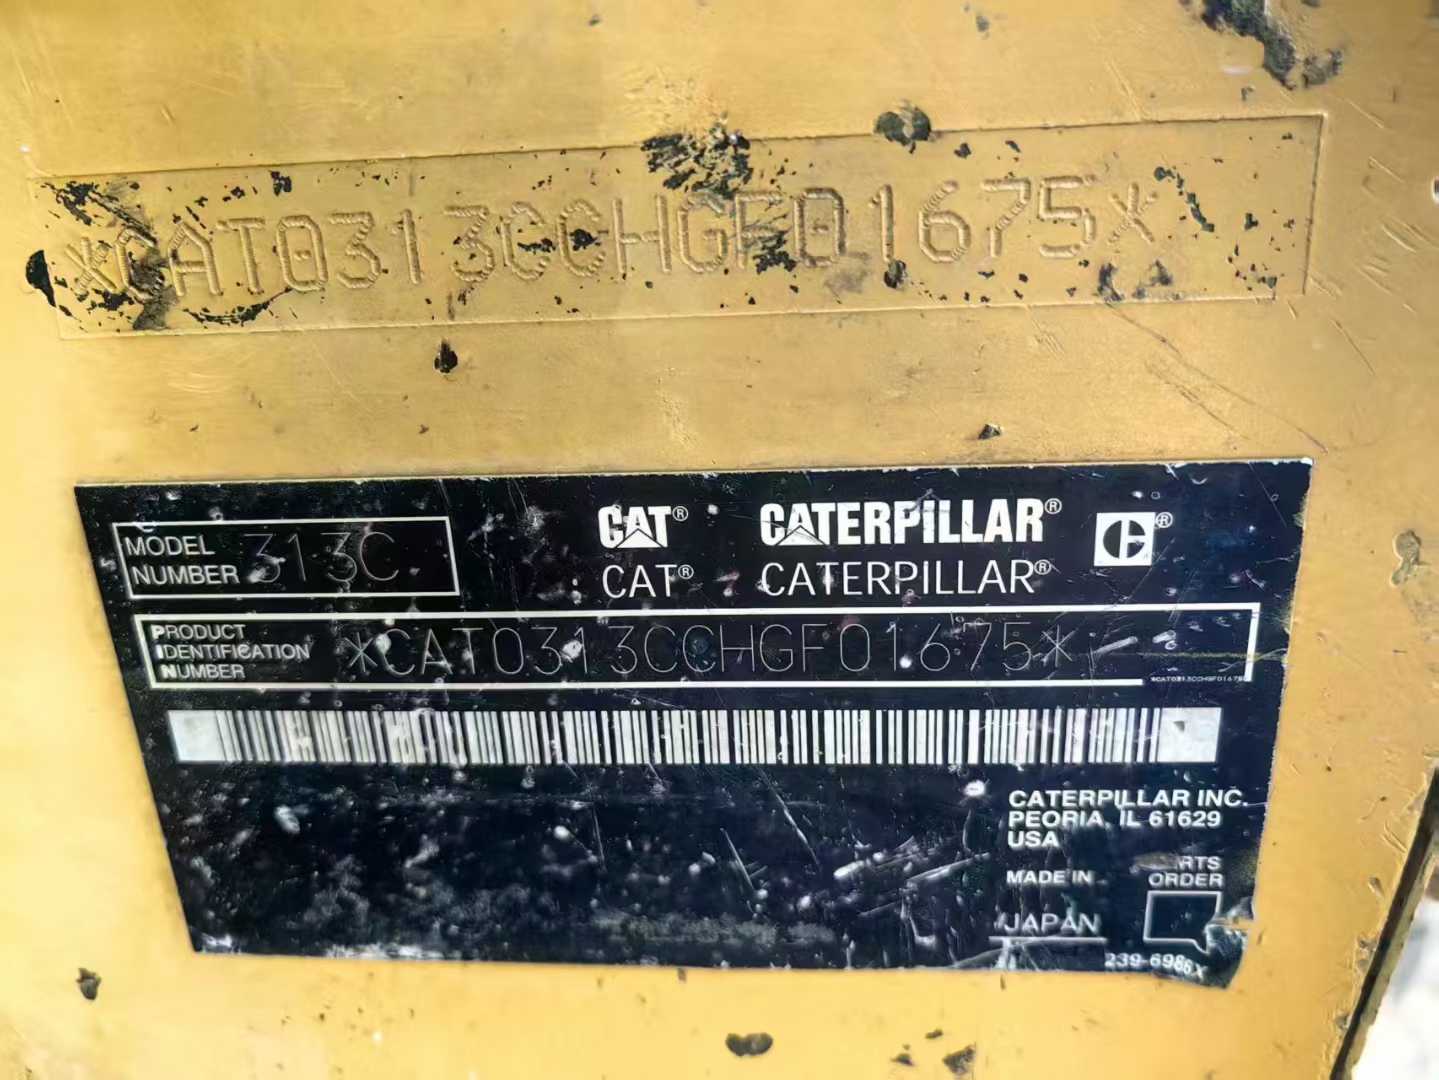 *CAT0313CCHGF01675*
CAT® CATERPILLAR® C®
CAT® CATERPILLAR®
MODEL NUMBER 313C
PRODUCT IDENTIFICATION NUMBER *CAT0313CCHGF01675*
*CAT0313CCHGF01675
CATERPILLAR INC.
PEORIA, IL 61629
USA
MADE IN
JAPAN
ORDER
239-6986X